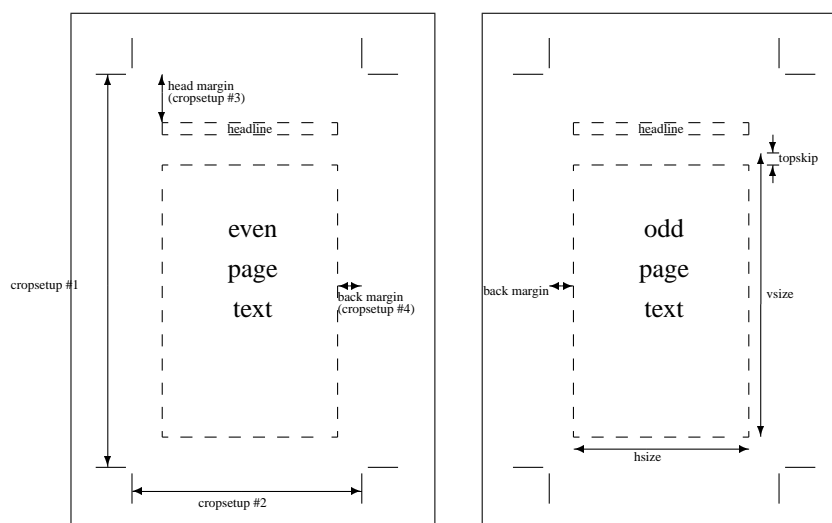 head margin
(cropsetup #3)
headline
even
page
text
cropsetup #1
back margin
(cropsetup #4)
cropsetup #2
headline
topskip
odd
page
text
back margin
vsize
hsize